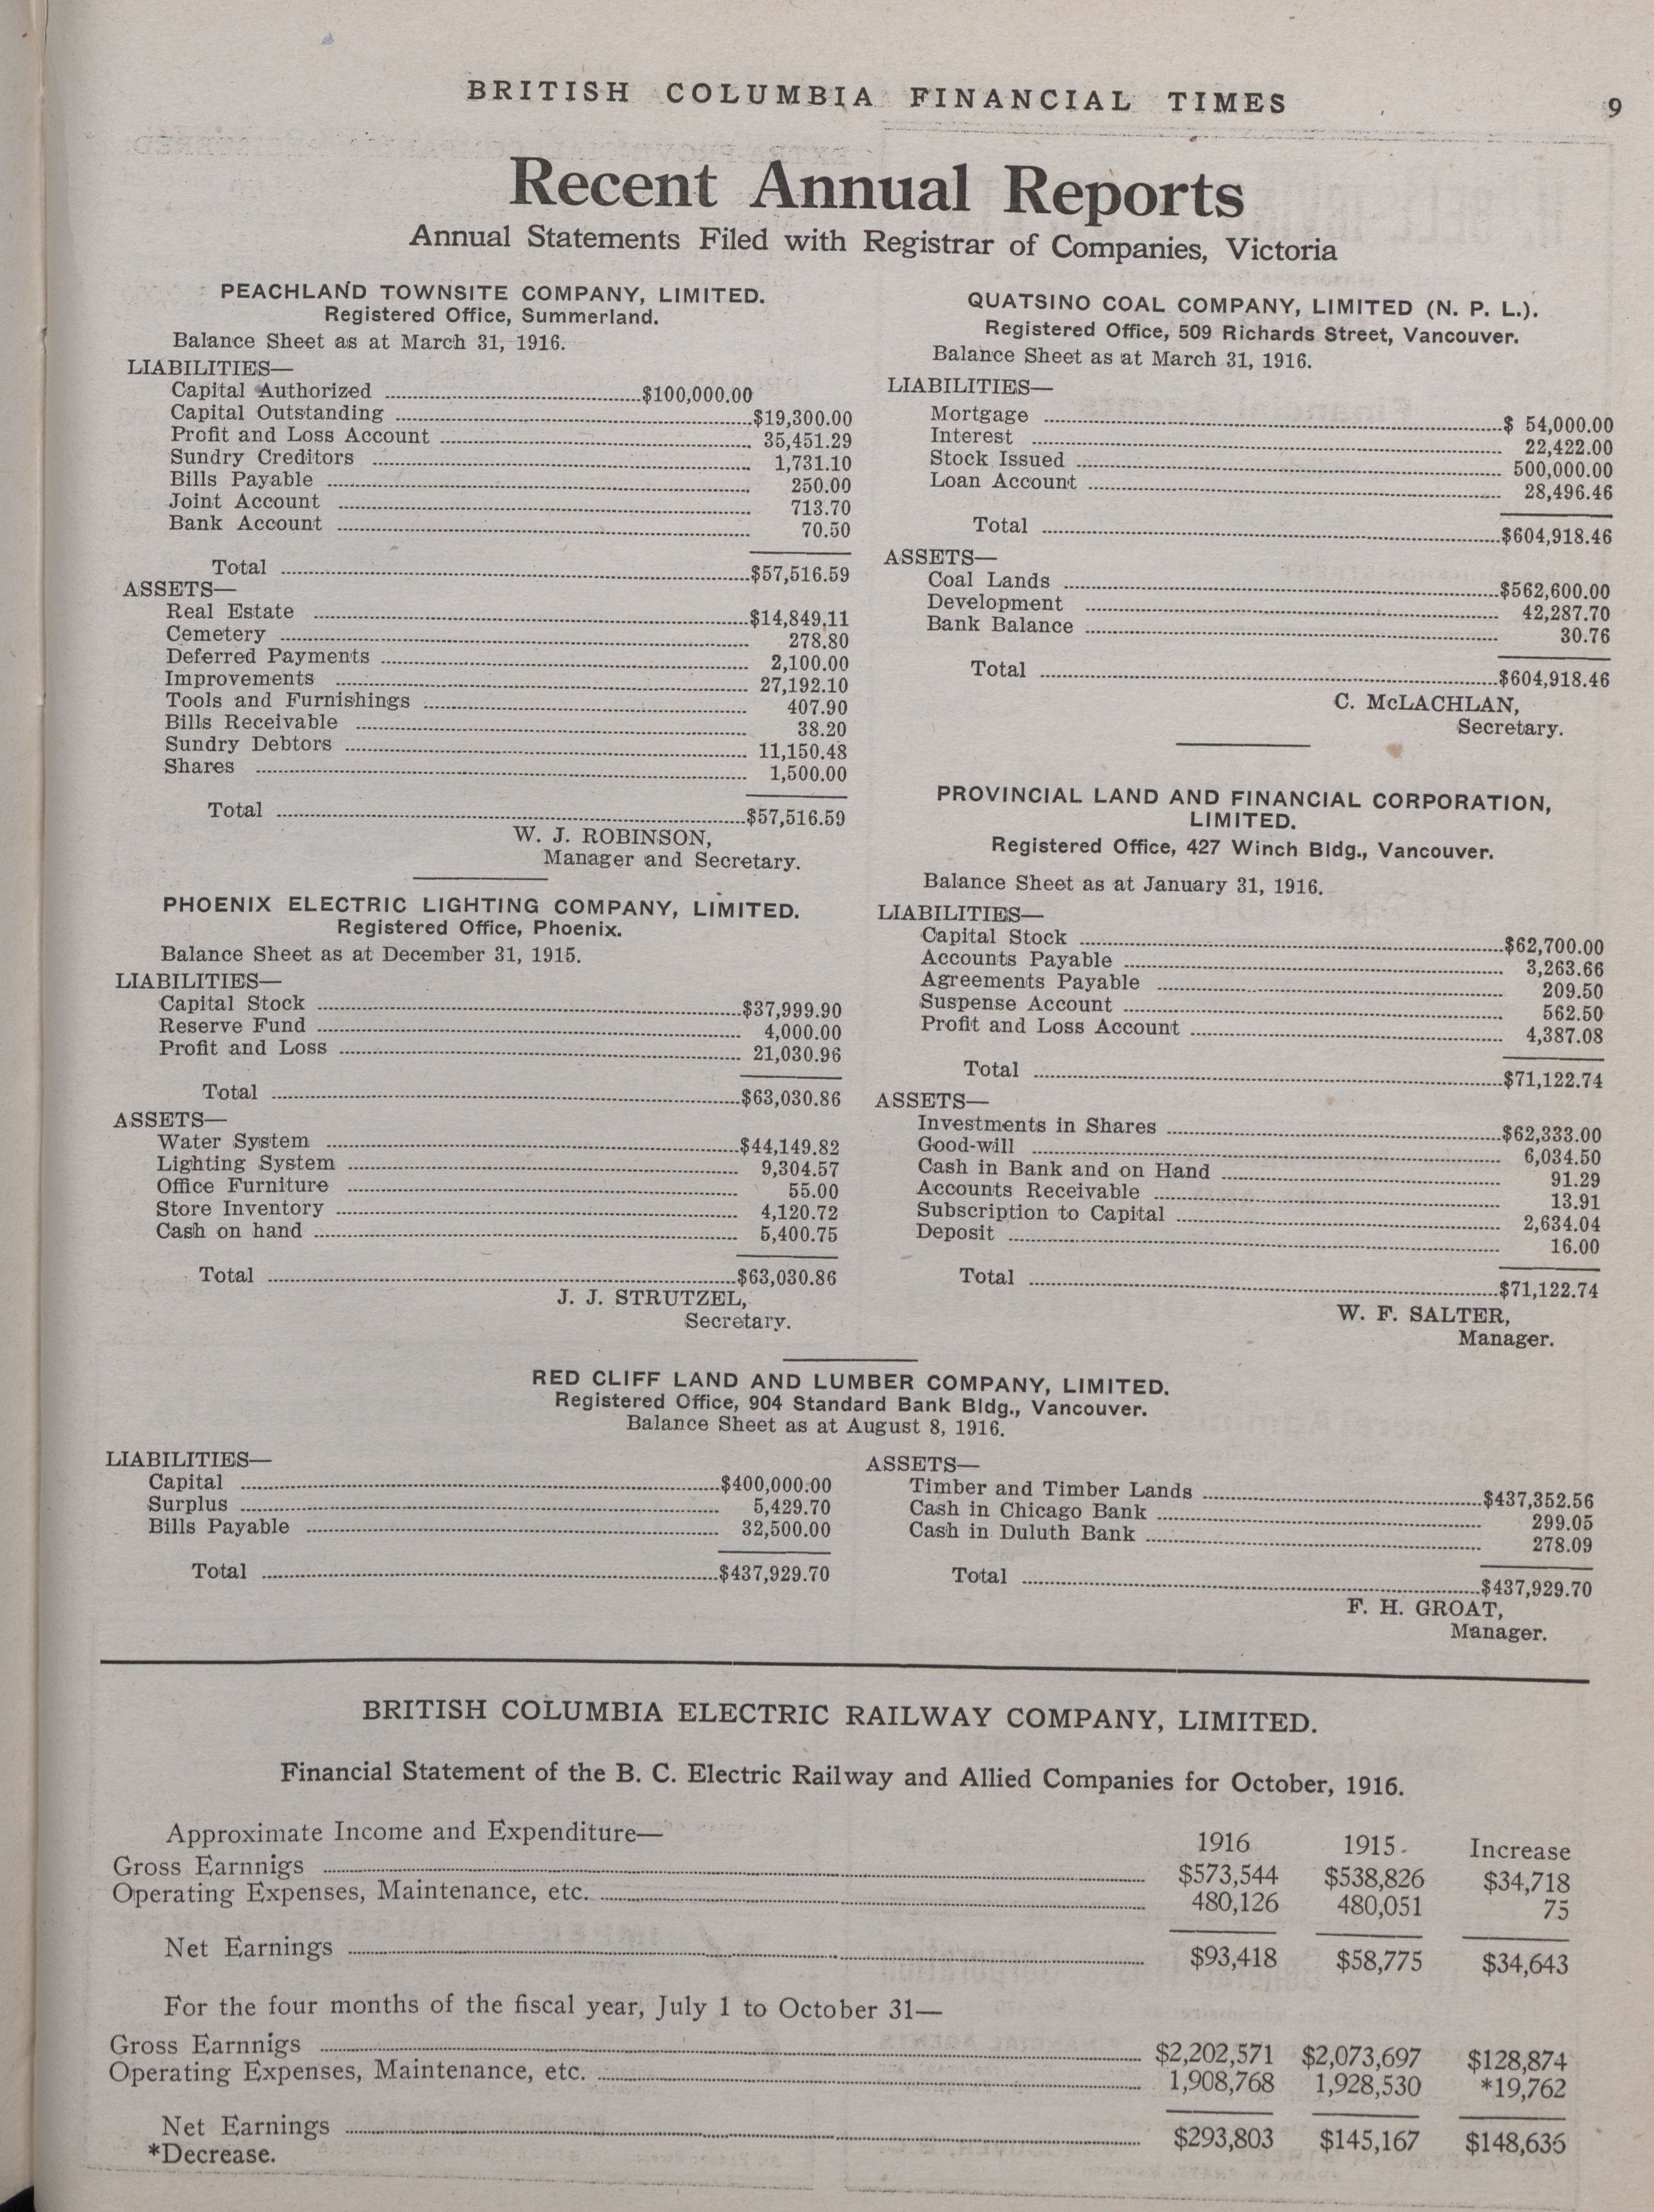 BRITISH COLUMBIA FINANCIAL TIMES 9
Recent Annual Reports
Annual Statements Filed with Registrar of Companies, Victoria
PEACHLAND TOWNSITE COMPANY, LIMITED.
Registered Office, Summerland.
Balance Sheet as at March 31, 1916.
LIABILITIES—
Capital Authorized $100,000.00
Capital Outstanding $19,300.00
Profit and Loss Account 35,451.29
Sundry Creditors 1,731.10
Bills Payable 250.00
Joint Account 713.70
Bank Account 70.50
Total $57,516.59
ASSETS—
Real Estate $14,849.11
Cemetery 278.80
Deferred Payments 2,100.00
Improvements 27,192.10
Tools and Furnishings 407.90
Bills Receivable 38.20
Sundry Debtors 11,150.48
Shares 1,500.00
Total $57,516.59
W. J. ROBINSON,
Manager and Secretary.
PHOENIX ELECTRIC LIGHTING COMPANY, LIMITED.
Registered Office, Phoenix.
Balance Sheet as at December 31, 1915.
LIABILITIES—
Capital Stock $37,999.90
Reserve Fund 4,000.00
Profit and Loss 21,030.96
Total $63,030.86
ASSETS—
Water System $44,149.82
Lighting System 9,304.57
Office Furniture 55.00
Store Inventory 4,120.72
Cash on hand 5,400.75
Total $63,030.86
J. J. STRUTZEL,
Secretary.
QUATSINO COAL COMPANY, LIMITED (N. P. L.).
Registered Office, 509 Richards Street, Vancouver.
Balance Sheet as at March 31, 1916.
LIABILITIES—
Mortgage $ 54,000.00
Interest 22,422.00
Stock Issued 500,000.00
Loan Account 28,496.46
Total $604,918.46
ASSETS—
Coal Lands $562,600.00
Development 42,287.70
Bank Balance 30.76
Total $604,918.46
C. McLACHLAN,
Secretary.
PROVINCIAL LAND AND FINANCIAL CORPORATION,
LIMITED.
Registered Office, 427 Winch Bldg., Vancouver.
Balance Sheet as at January 31, 1916.
LIABILITIES—
Capital Stock $62,700.00
Accounts Payable 3,263.66
Agreements Payable 209.50
Suspense Account 562.50
Profit and Loss Account 4,387.08
Total $71,122.74
ASSETS—
Investments in Shares $62,333.00
Good-will 6,034.50
Cash in Bank and on Hand 91.29
Accounts Receivable 13.91
Subscription to Capital 2,634.04
Deposit 16.00
Total $71,122.74
W. F. SALTER,
Manager.
RED CLIFF LAND AND LUMBER COMPANY, LIMITED.
Registered Office, 904 Standard Bank Bldg., Vancouver.
Balance Sheet as at August 8, 1916.
LIABILITIES—
Capital $400,000.00
Surplus 5,429.70
Bills Payable 32,500.00
Total $437,929.70
ASSETS—
Timber and Timber Lands $437,352.56
Cash in Chicago Bank 299.05
Cash in Duluth Bank 278.09
Total $437,929.70
F. H. GROAT,
Manager.
BRITISH COLUMBIA ELECTRIC RAILWAY COMPANY, LIMITED.
Financial Statement of the B. C. Electric Railway and Allied Companies for October, 1916.
Approximate Income and Expenditure— 1916 1915 Increase
Gross Earnnigs $573,544 $538,826 $34,718
Operating Expenses, Maintenance, etc. 480,126 480,051 75
Net Earnings $93,418 $58,775 $34,643
For the four months of the fiscal year, July 1 to October 31—
Gross Earnnigs $2,202,571 $2,073,697 $128,874
Operating Expenses, Maintenance, etc. 1,908,768 1,928,530 *19,762
Net Earnings $293,803 $145,167 $148,636
*Decrease.